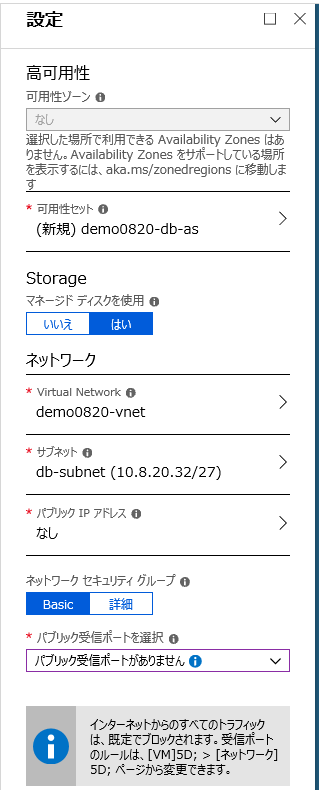 設定
高可用性
可用性ゾーン
なし
選択した場所で利用できる Availability Zones はあ
りません。Availability Zones をサポートしている場所
を表示するには、aka.ms/zonedregions に移動しま
す
* 可用性セット
(新規) demo0820-db-as
Storage
マネージド ディスクを使用
いいえ はい
ネットワーク
* Virtual Network
demo0820-vnet
* サブネット
db-subnet (10.8.20.32/27)
* パブリック IP アドレス
なし
ネットワーク セキュリティ グループ
Basic 詳細
* パブリック受信ポートを選択
パブリック受信ポートがありません
インターネットからのすべてのトラフィック
は、既定でブロックされます。受信ポート
のルールは、[VM]5D; > [ネットワーク]
5D; ページから変更できます。